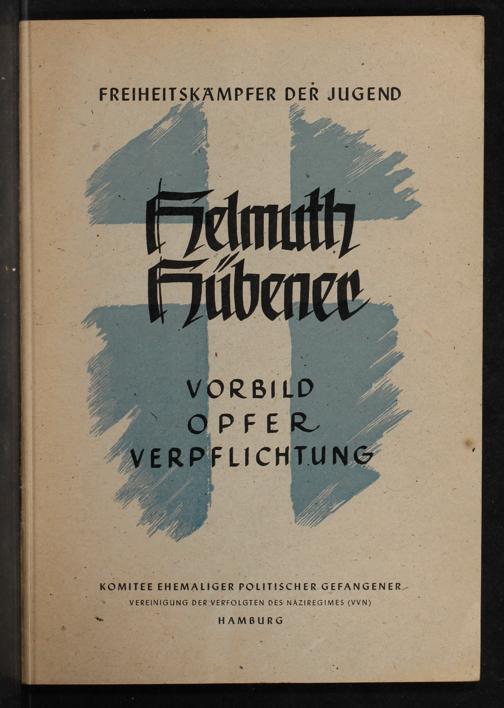 FREIHEITSKÄMPFER DER JUGEND
Helmuth
Hübener
VORBILD
OPFER
VERPFLICHTUNG
KOMITEE EHEMALIGER POLITISCHER GEFANGENER
VEREINIGUNG DER VERFOLGTEN DES NAZIREGIMES (VVN)
HAMBURG